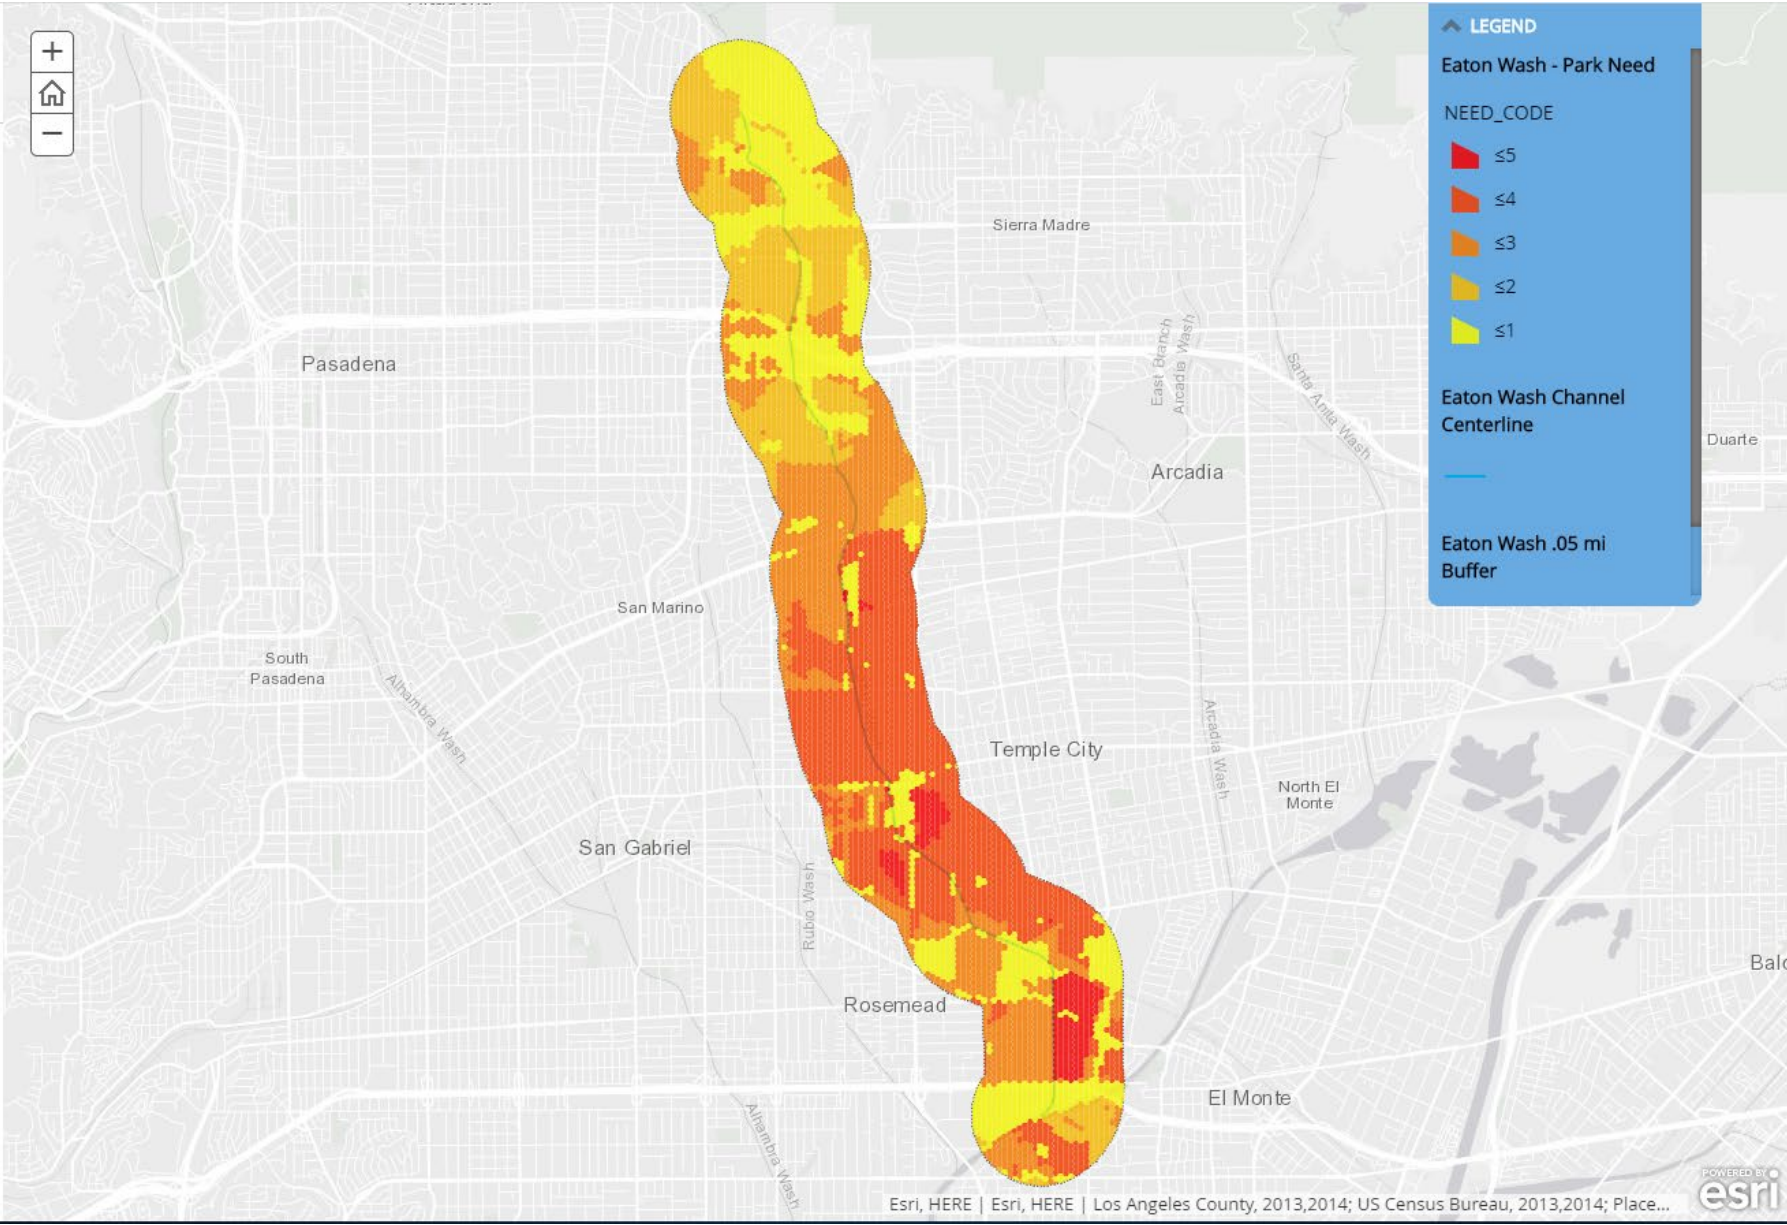 +
−
LEGEND
Eaton Wash - Park Need
NEED_CODE
≤5
≤4
≤3
≤2
≤1
Eaton Wash Channel
Centerline
Eaton Wash .05 mi
Buffer
Sierra Madre
Pasadena
East Branch
Arcadia Wash
Santa Anita Wash
Duarte
Arcadia
San Marino
South
Pasadena
Alhambra Wash
Temple City
Arcadia Wash
North El
Monte
San Gabriel
Rubio Wash
Rosemead
El Monte
Alhambra Wash
Esri, HERE | Esri, HERE | Los Angeles County, 2013,2014; US Census Bureau, 2013,2014; Place...
POWERED BY
esri